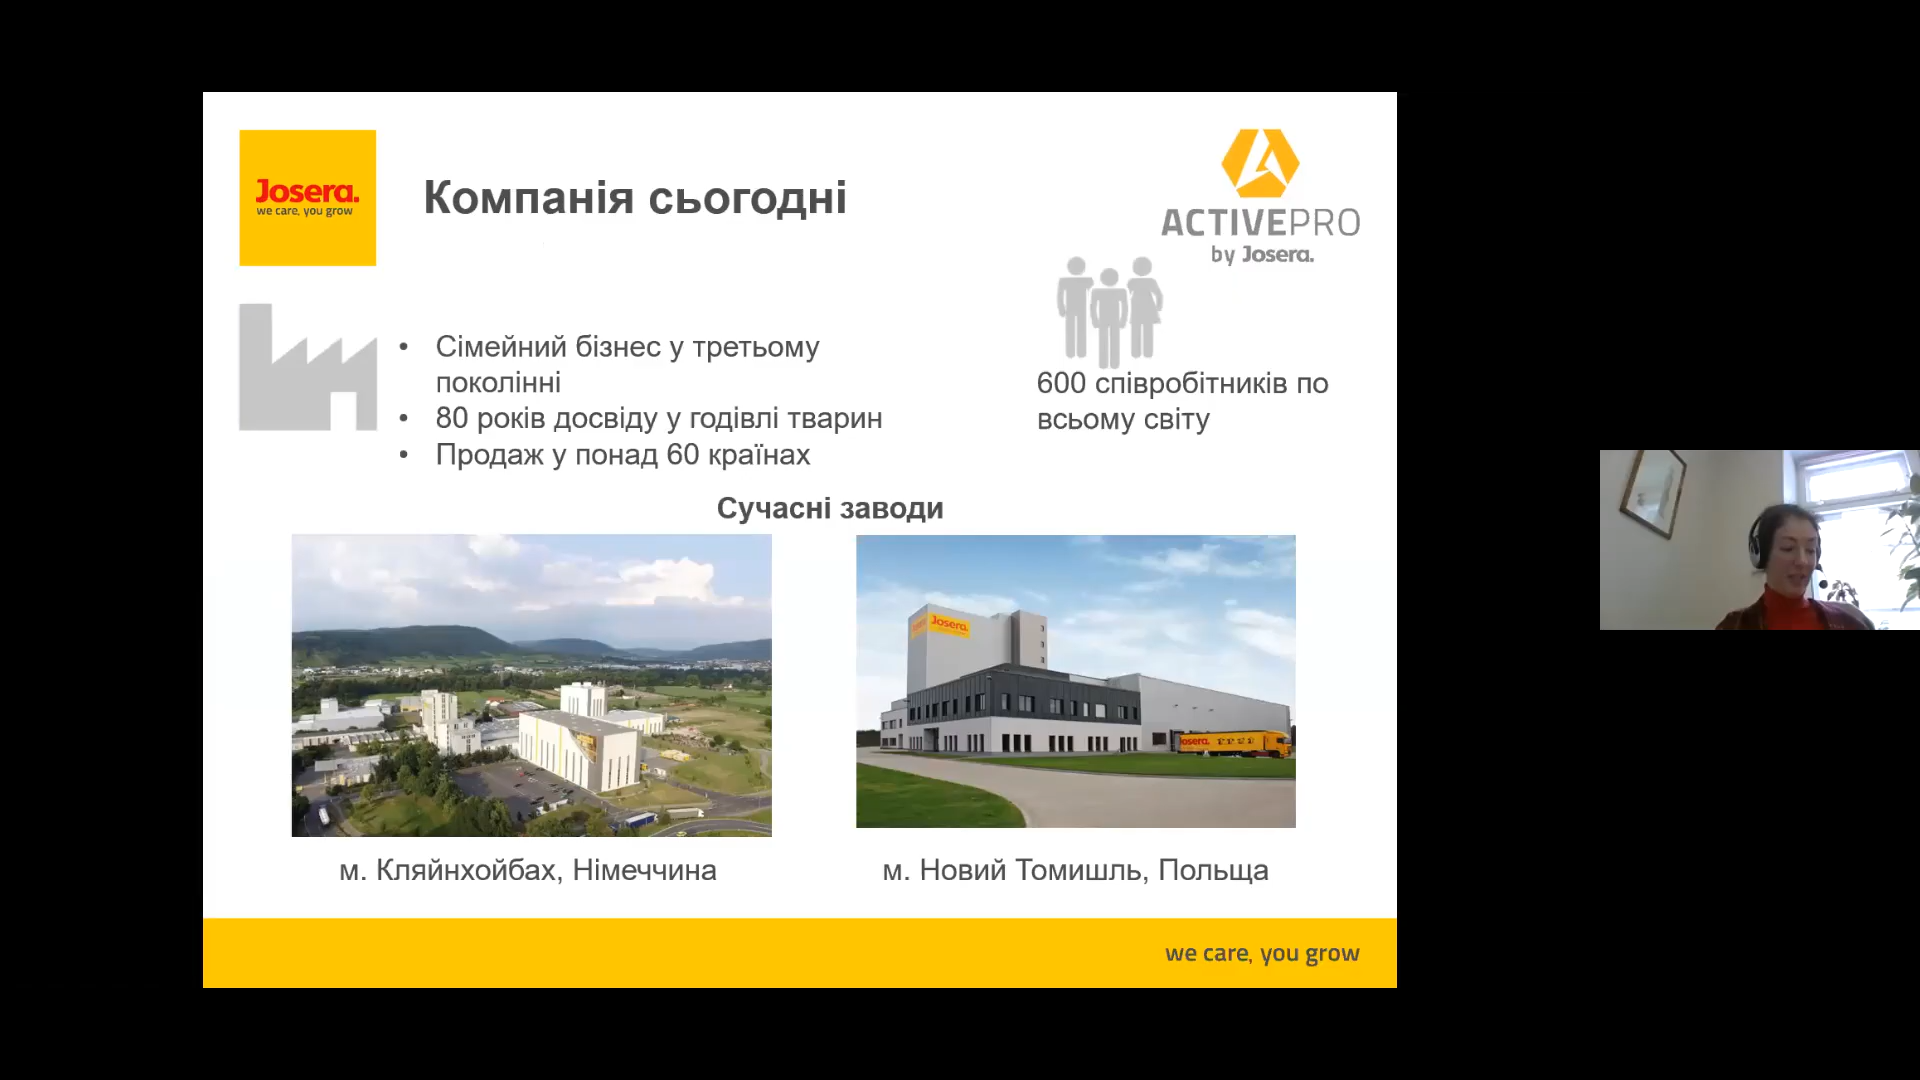 Josera.
we care, you grow
Компанія сьогодні
ACTIVEPRO
by Josera.
• Сімейний бізнес у третьому
поколінні
• 80 років досвіду у годівлі тварин
• Продаж у понад 60 країнах
600 співробітників по
всьому світу
Сучасні заводи
Josera.
Josera.
м. Кляйнхойбах, Німеччина
м. Новий Томишль, Польща
we care, you grow